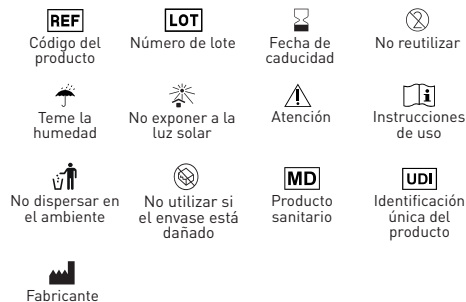 REF
LOT
2
Código del
producto
Número de lote
Fecha de
caducidad
No reutilizar
i
Teme la
humedad
No exponer a la
luz solar
Atención
Instrucciones
de uso
MD
UDI
No dispersar en
el ambiente
No utilizar si
el envase está
dañado
Producto
sanitario
Identificación
única del
producto
Fabricante